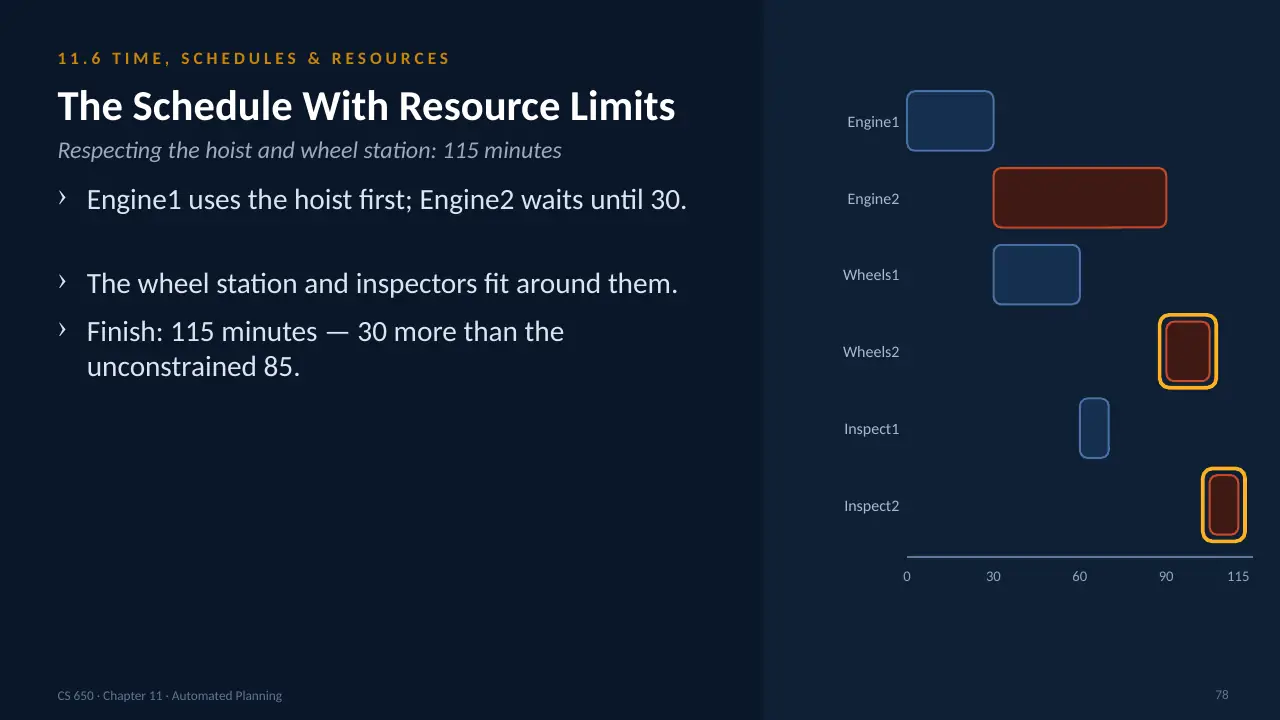 11.6 TIME, SCHEDULES & RESOURCES
The Schedule With Resource Limits
Respecting the hoist and wheel station: 115 minutes
› Engine1 uses the hoist first; Engine2 waits until 30.
› The wheel station and inspectors fit around them.
› Finish: 115 minutes — 30 more than the
unconstrained 85.
Engine1
Engine2
Wheels1
Wheels2
Inspect1
Inspect2
0 30 60 90 115
CS 650 · Chapter 11 · Automated Planning
78